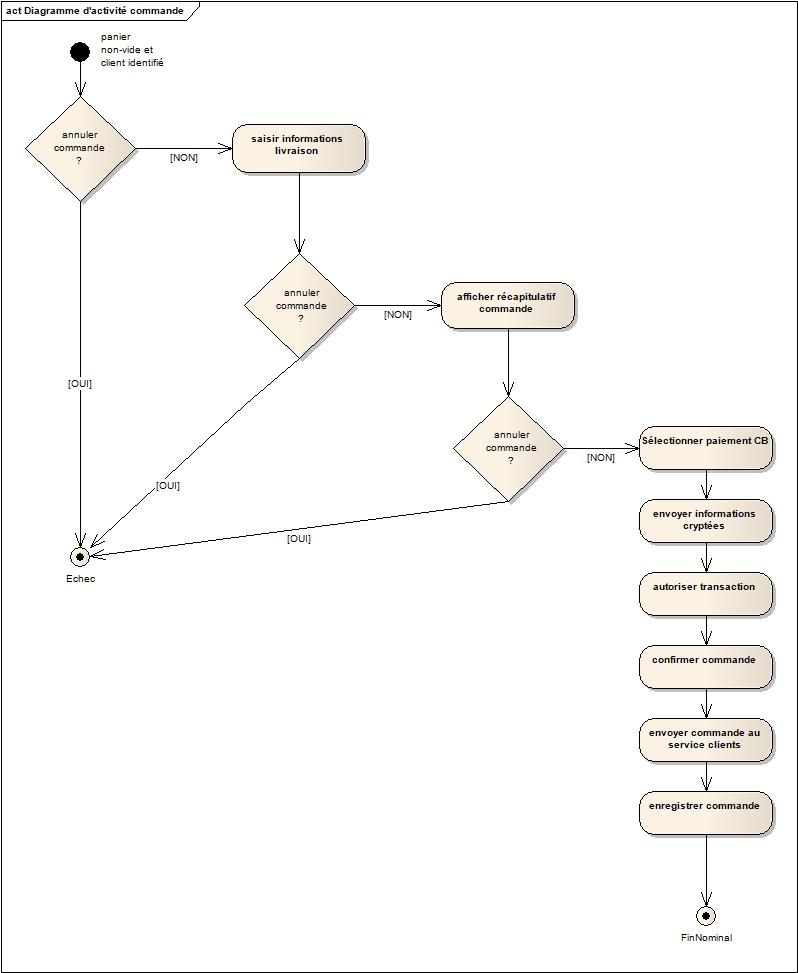 act Diagramme d'activité commande
panier
non-vide et
client identifié
annuler
commande
?
[NON]
saisir informations
livraison
annuler
commande
?
[NON]
afficher récapitulatif
commande
[OUI]
annuler
commande
?
[NON]
Sélectionner paiement CB
[OUI]
envoyer informations
cryptées
[OUI]
Echec
autoriser transaction
confirmer commande
envoyer commande au
service clients
enregistrer commande
FinNominal